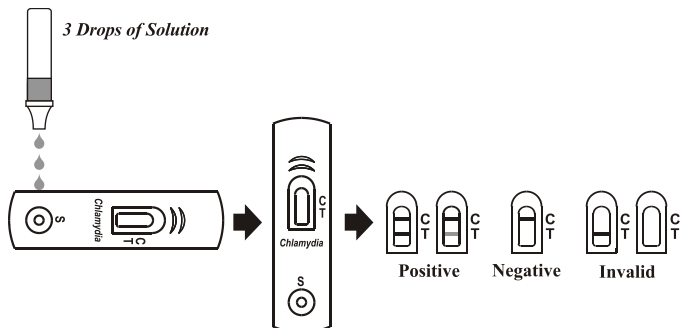 3 Drops of Solution
S
Chlamydia
C
T
C
T
Chlamydia
S
C
T
C
T
C
T
C
T
C
T
Positive
Negative
Invalid